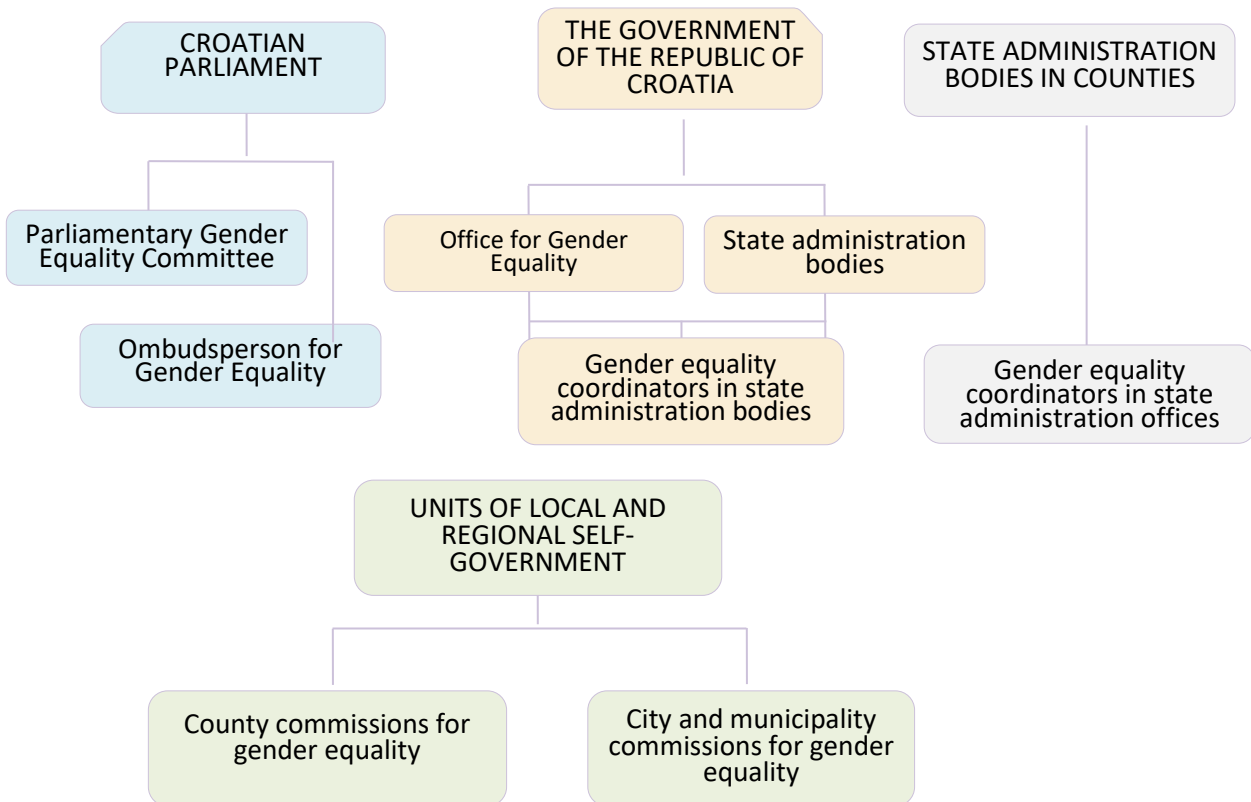 CROATIAN
PARLIAMENT
THE GOVERNMENT
OF THE REPUBLIC OF
CROATIA
STATE ADMINISTRATION
BODIES IN COUNTIES
Parliamentary Gender
Equality Committee
Office for Gender
Equality
State administration
bodies
Ombudsperson for
Gender Equality
Gender equality
coordinators in state
administration bodies
Gender equality
coordinators in state
administration offices
UNITS OF LOCAL AND
REGIONAL SELF-
GOVERNMENT
County commissions for
gender equality
City and municipality
commissions for gender
equality